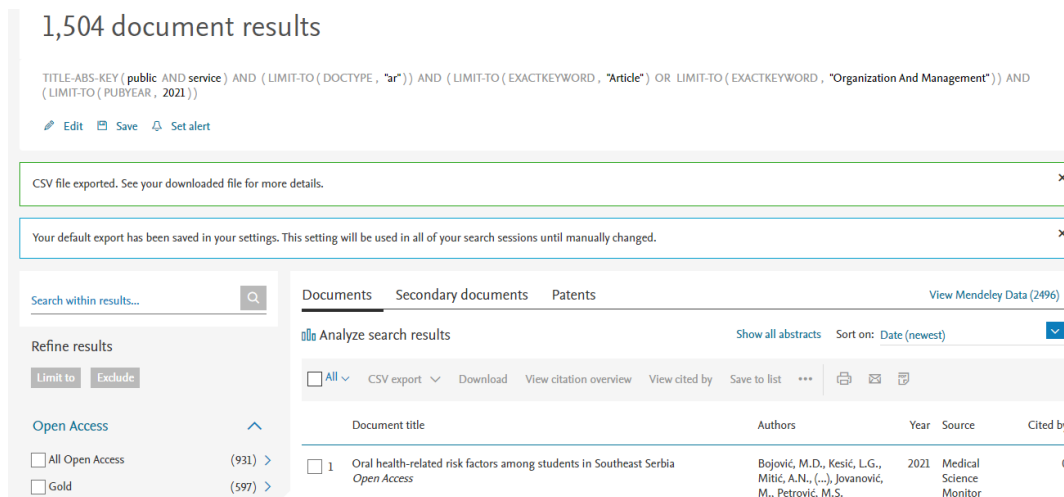 1,504 document results
TITLE-ABS-KEY ( public AND service ) AND ( LIMIT-TO ( DOCTYPE , "ar" ) ) AND ( LIMIT-TO ( EXACTKEYWORD , "Article" ) OR LIMIT-TO ( EXACTKEYWORD , "Organization And Management" ) ) AND
( LIMIT-TO ( PUBYEAR , 2021 ) )
Edit Save Set alert
CSV file exported. See your downloaded file for more details.
Your default export has been saved in your settings. This setting will be used in all of your search sessions until manually changed.
Search within results...
Refine results
Limit to Exclude
Open Access
All Open Access (931)
Gold (597)
Documents Secondary documents Patents View Mendeley Data (2496)
Analyze search results Show all abstracts Sort on: Date (newest)
All CSV export Download View citation overview View cited by Save to list •••
Document title Authors Year Source Cited by
1 Oral health-related risk factors among students in Southeast Serbia Bojović, M.D., Kesić, L.G., 2021 Medical
Open Access Mitić, A.N., (...), Jovanović, Science
M., Petrović, M.S. Monitor